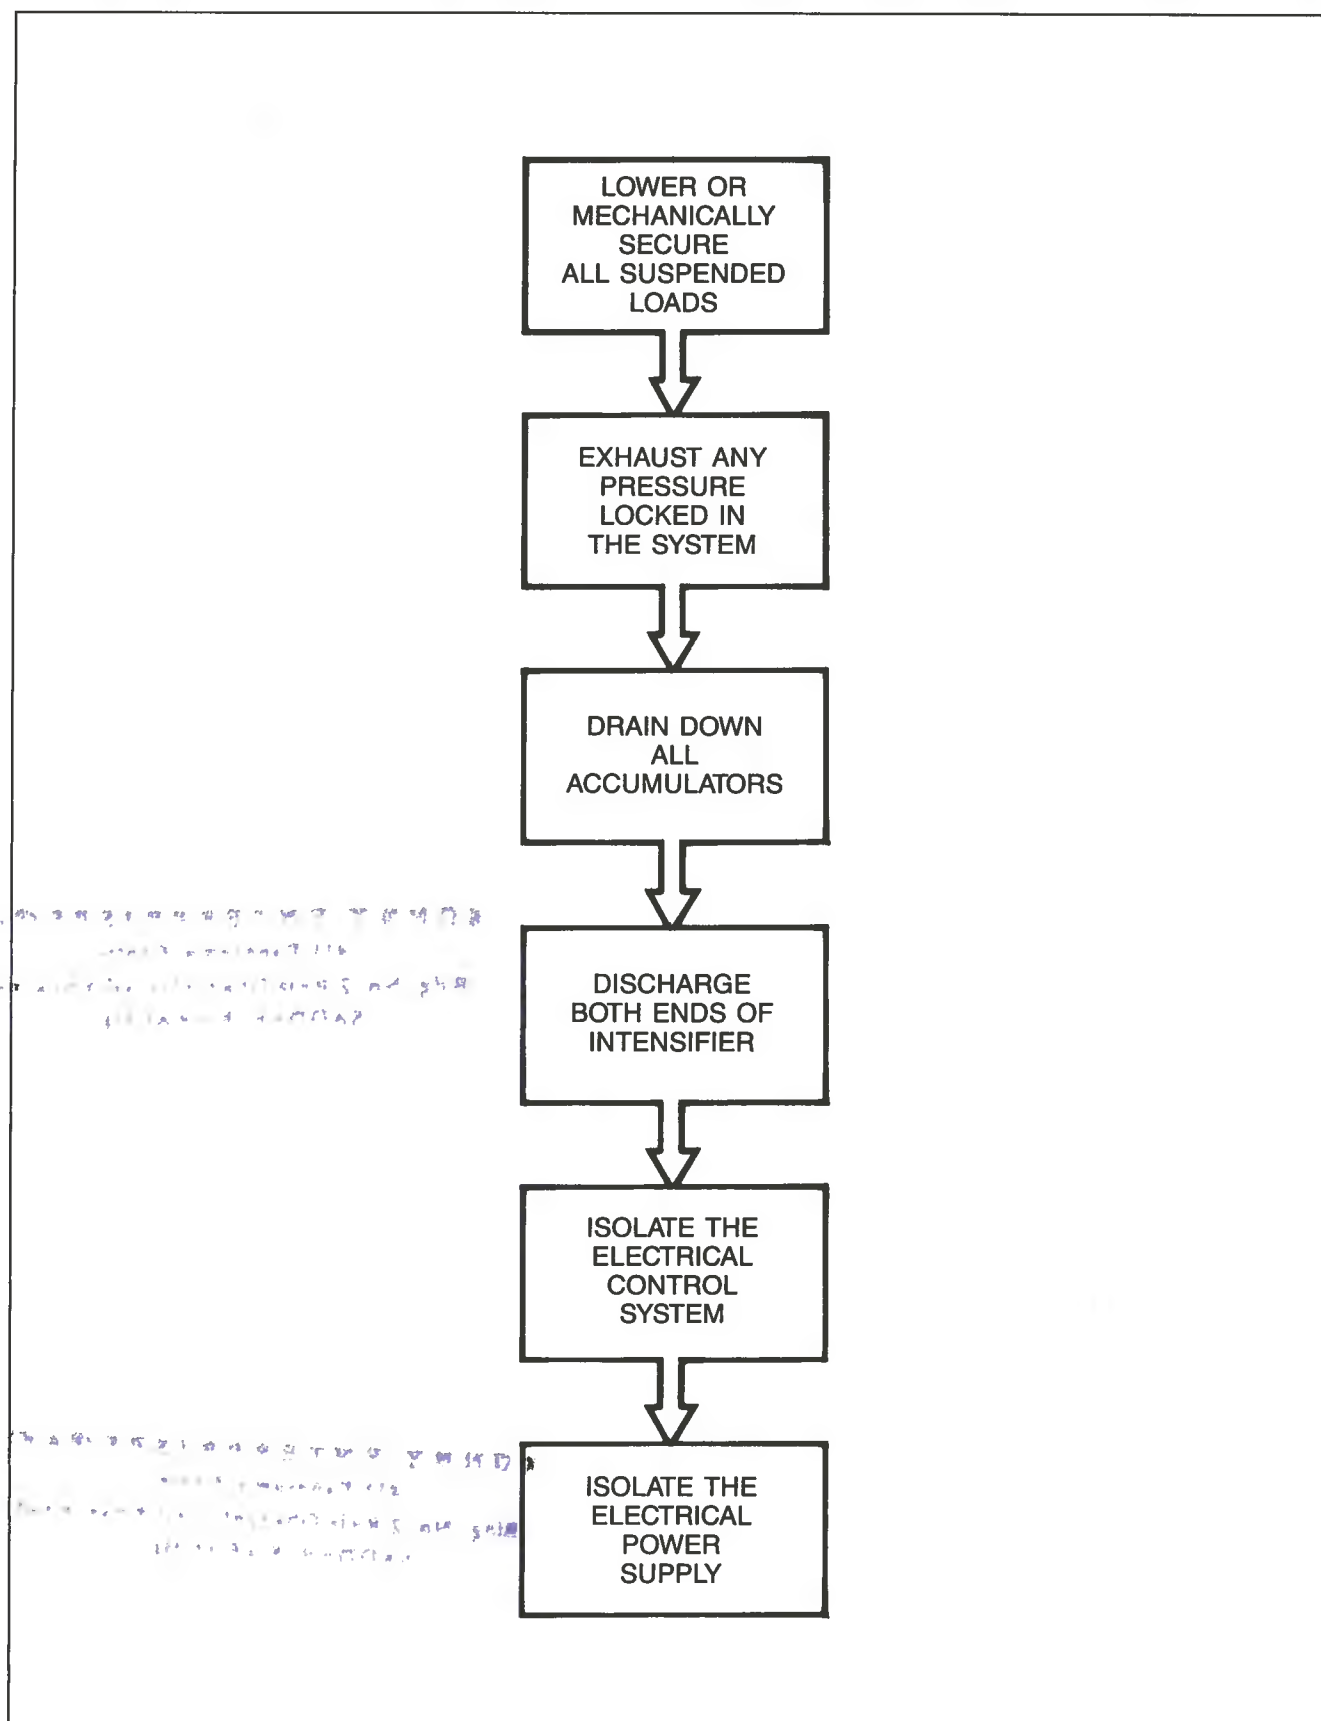 LOWER OR
MECHANICALLY
SECURE
ALL SUSPENDED
LOADS
EXHAUST ANY
PRESSURE
LOCKED IN
THE SYSTEM
DRAIN DOWN
ALL
ACCUMULATORS
DISCHARGE
BOTH ENDS OF
INTENSIFIER
ISOLATE THE
ELECTRICAL
CONTROL
SYSTEM
ISOLATE THE
ELECTRICAL
POWER
SUPPLY